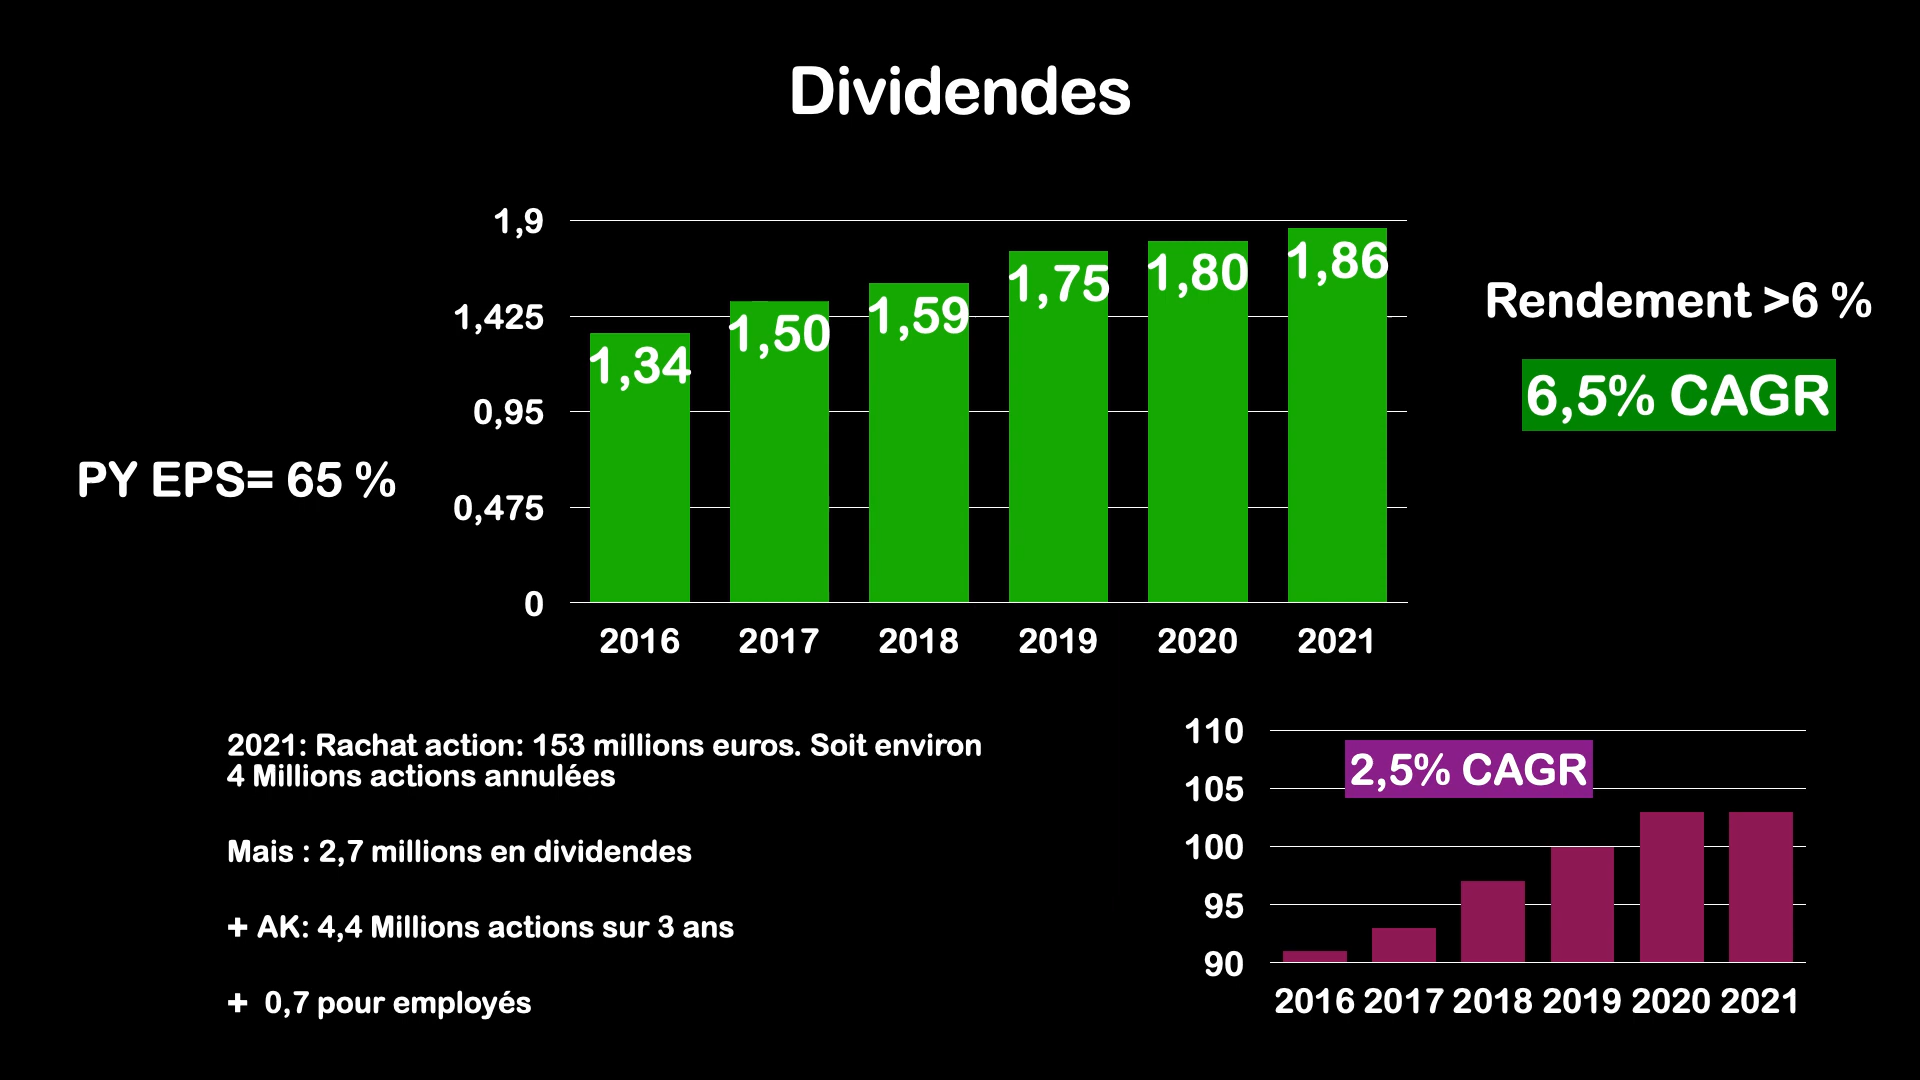 Dividendes
1,9
1,425
0,95
0,475
0
1,34
1,50
1,59
1,75
1,80
1,86
2016
2017
2018
2019
2020
2021
PY EPS= 65 %
Rendement >6 %
6,5% CAGR
2021: Rachat action: 153 millions euros. Soit environ
4 Millions actions annulées
Mais : 2,7 millions en dividendes
+ AK: 4,4 Millions actions sur 3 ans
+ 0,7 pour employés
110
105
100
95
90
2,5% CAGR
2016
2017
2018
2019
2020
2021